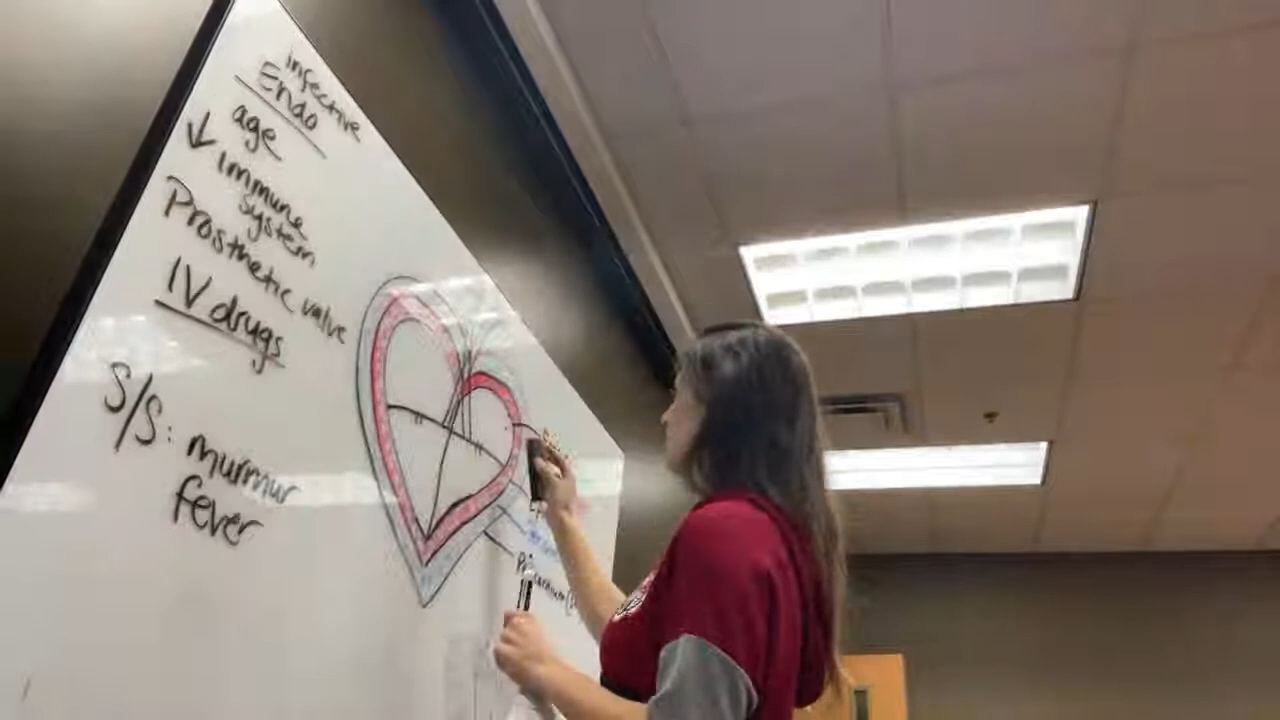 infective
Endo
age
↓ immune
system
Prosthetic valve
IV drugs
S/S: murmur
fever